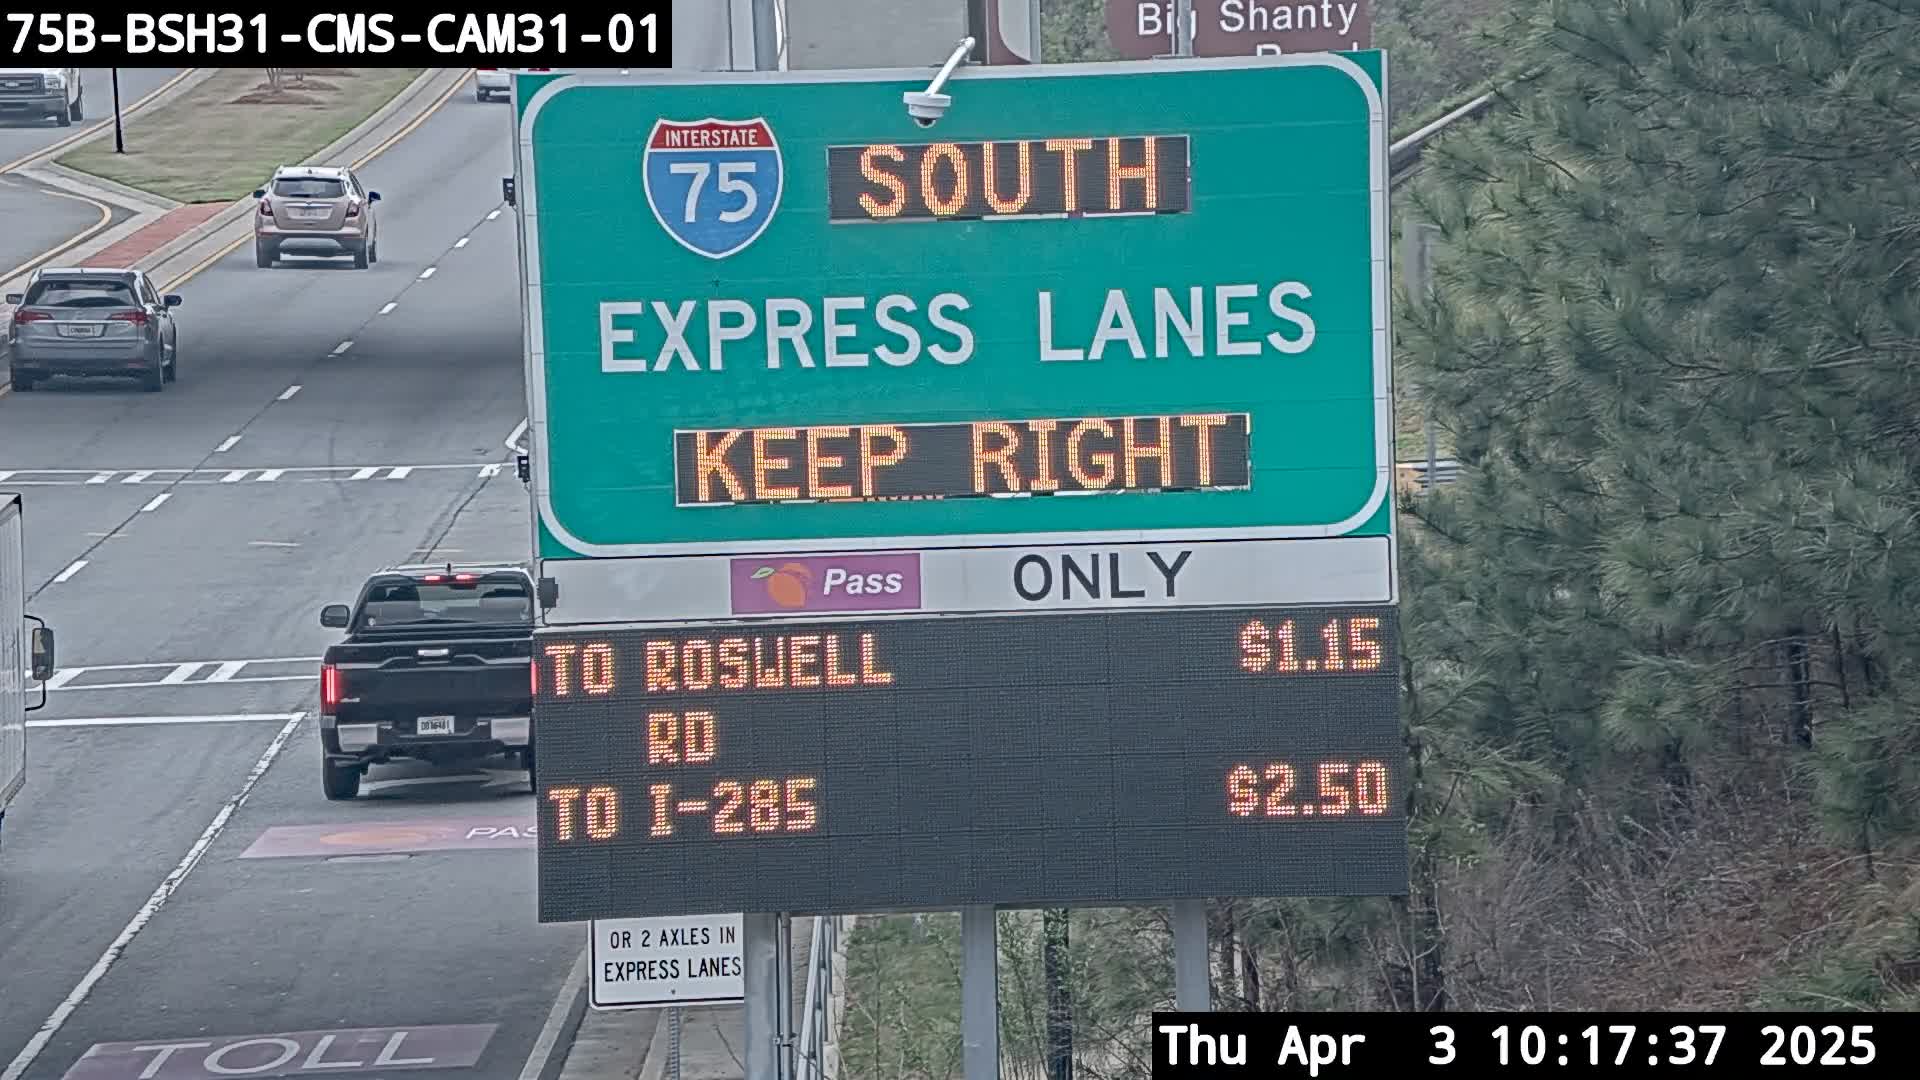 75B-BSH31-CMS-CAM31-01
Big Shanty
Road
INTERSTATE
75
SOUTH
EXPRESS LANES
KEEP RIGHT
Pass ONLY
TO ROSWELL $1.15
RD
TO I-285 $2.50
OR 2 AXLES IN
EXPRESS LANES
TOLL
Thu Apr 3 10:17:37 2025